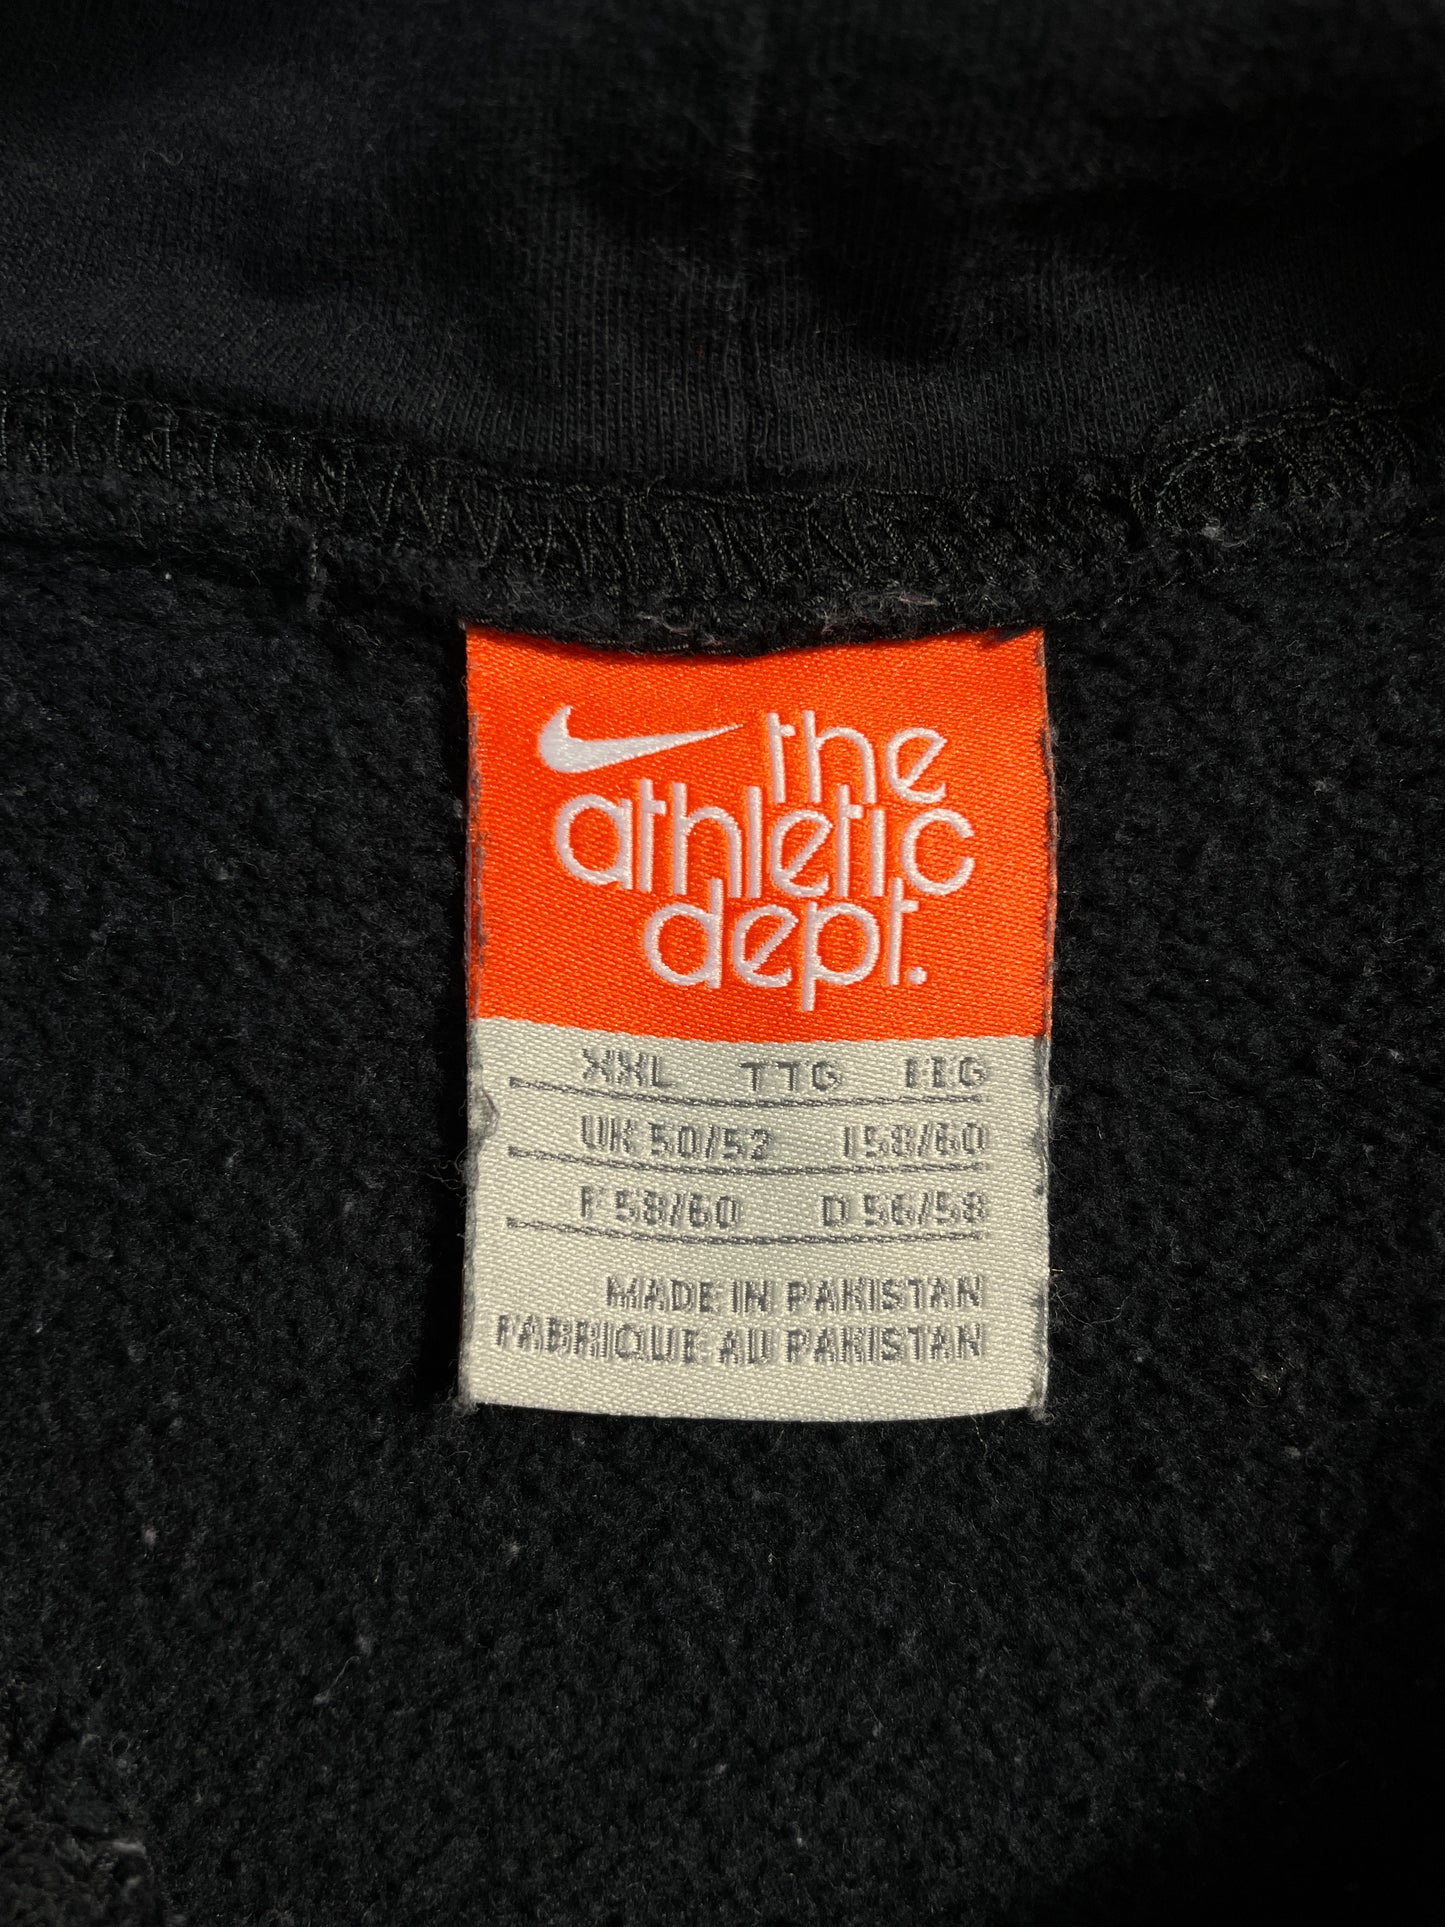 the
athletic
dept.
XXL TTG EEG
UK 50/52 I 58/60
F 58/60 D 56/58
MADE IN PAKISTAN
FABRIQUE AU PAKISTAN